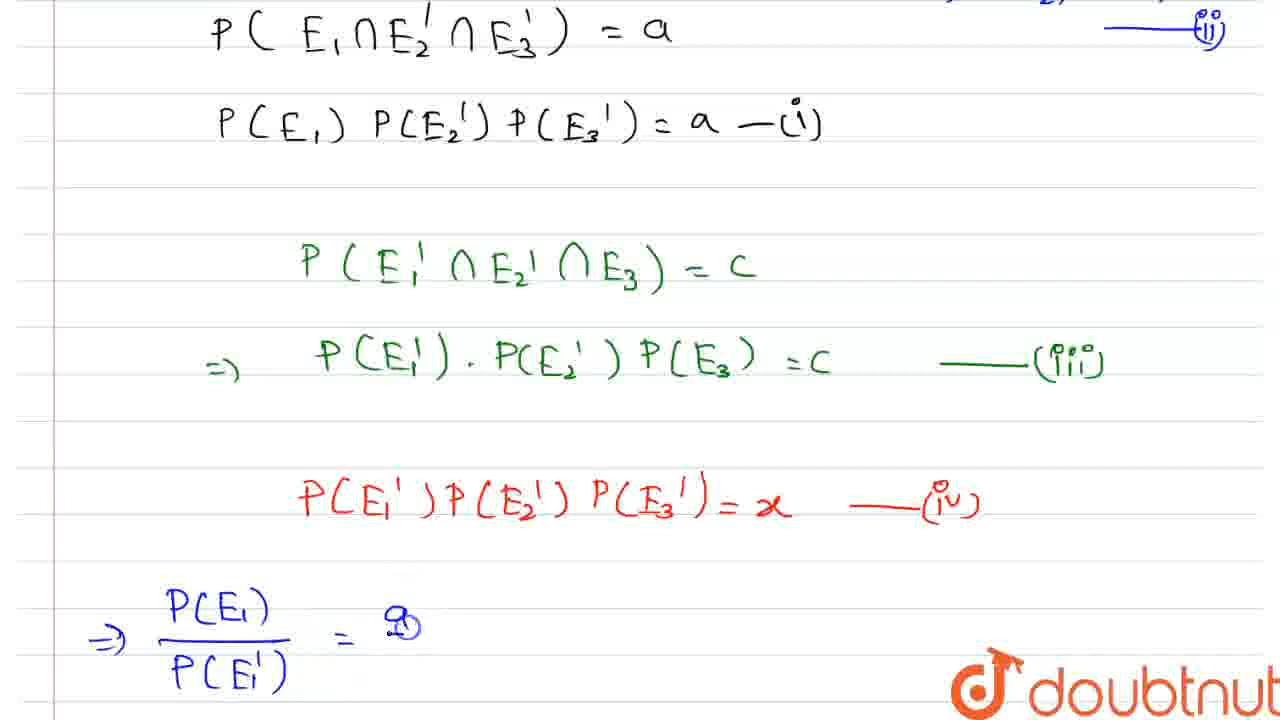 P( E₁ ∩ E₂' ∩ E₃' ) = a
(ii)
P(E₁) P(E₂') P(E₃') = a — (i)
P(E₁' ∩ E₂' ∩ E₃) = c
=> P(E₁') . P(E₂') P(E₃) = c — (iii)
P(E₁') P(E₂') P(E₃') = x — (iv)
=> P(E₁) / P(E₁') =
doubtnut